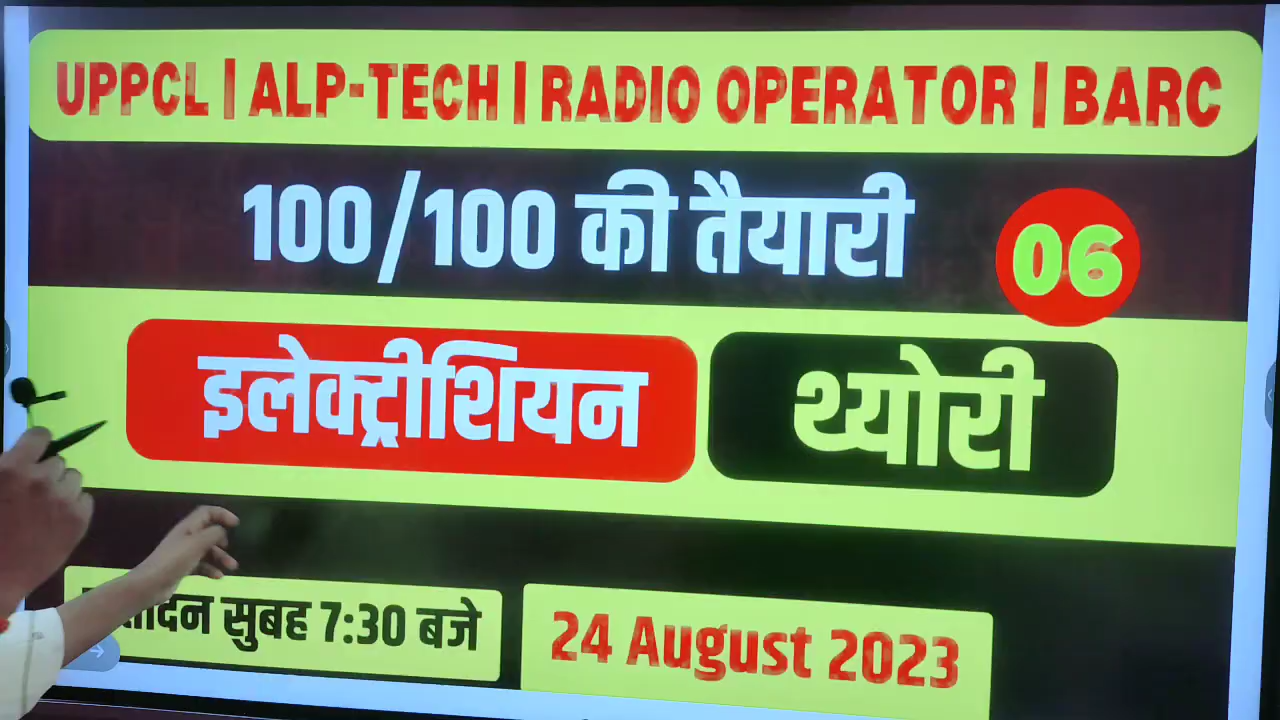 UPPCL | ALP-TECH | RADIO OPERATOR | BARC
100/100 की तैयारी
06
इलेक्ट्रीशियन थ्योरी
सुबह 7:30 बजे
24 August 2023